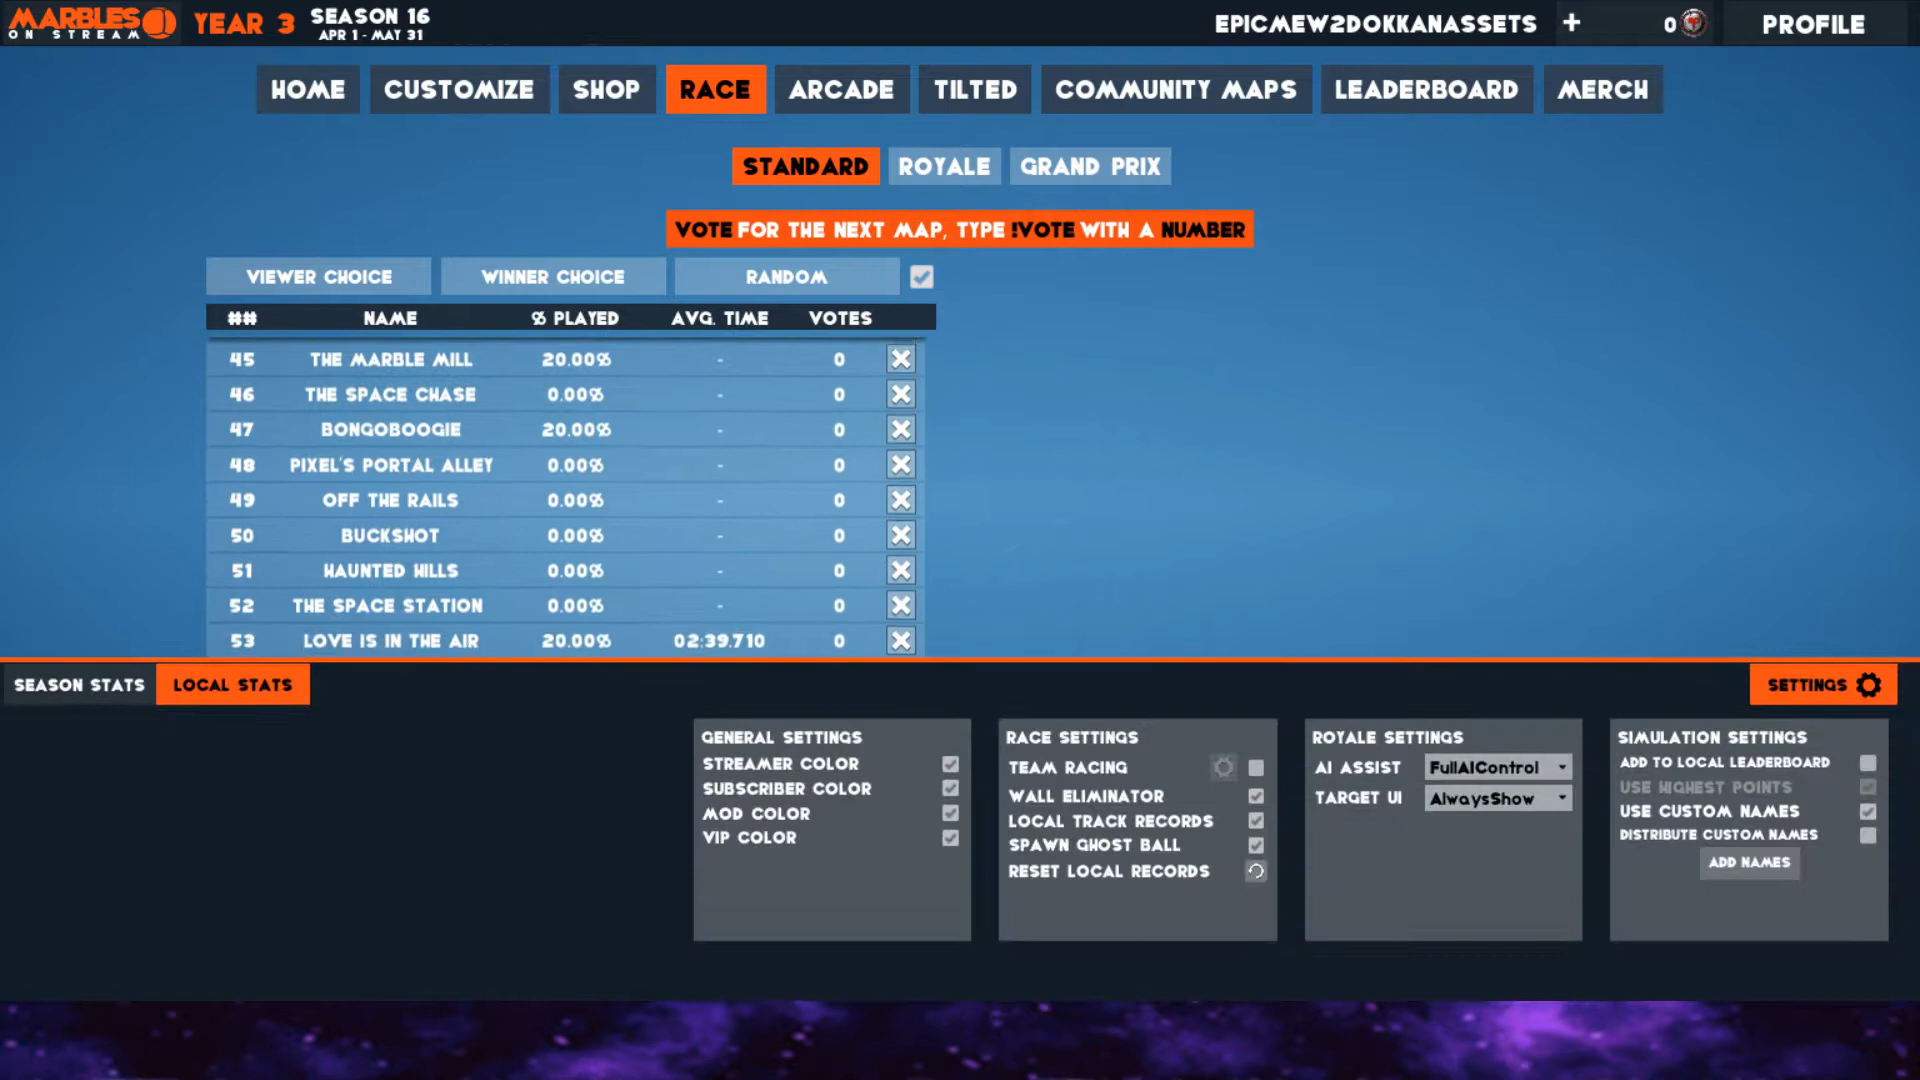 MARBLES
ON STREAM
YEAR 3
SEASON 16
APR 1 - MAY 31
EPICMEW2DOKKANASSETS
+
0
PROFILE
HOME
CUSTOMIZE
SHOP
RACE
ARCADE
TILTED
COMMUNITY MAPS
LEADERBOARD
MERCH
STANDARD
ROYALE
GRAND PRIX
VOTE FOR THE NEXT MAP, TYPE !VOTE WITH A NUMBER
VIEWER CHOICE
WINNER CHOICE
RANDOM
## NAME % PLAYED AVG. TIME VOTES
45 THE MARBLE MILL 20.00% - 0
46 THE SPACE CHASE 0.00% - 0
47 BONGOBOOGIE 20.00% - 0
48 PIXEL'S PORTAL ALLEY 0.00% - 0
49 OFF THE RAILS 0.00% - 0
50 BUCKSHOT 0.00% - 0
51 HAUNTED HILLS 0.00% - 0
52 THE SPACE STATION 0.00% - 0
53 LOVE IS IN THE AIR 20.00% 02:39.710 0
SEASON STATS
LOCAL STATS
SETTINGS
GENERAL SETTINGS
STREAMER COLOR
SUBSCRIBER COLOR
MOD COLOR
VIP COLOR
RACE SETTINGS
TEAM RACING
WALL ELIMINATOR
LOCAL TRACK RECORDS
SPAWN GHOST BALL
RESET LOCAL RECORDS
ROYALE SETTINGS
AI ASSIST FullAIControl
TARGET UI AlwaysShow
SIMULATION SETTINGS
ADD TO LOCAL LEADERBOARD
USE HIGHEST POINTS
USE CUSTOM NAMES
DISTRIBUTE CUSTOM NAMES
ADD NAMES